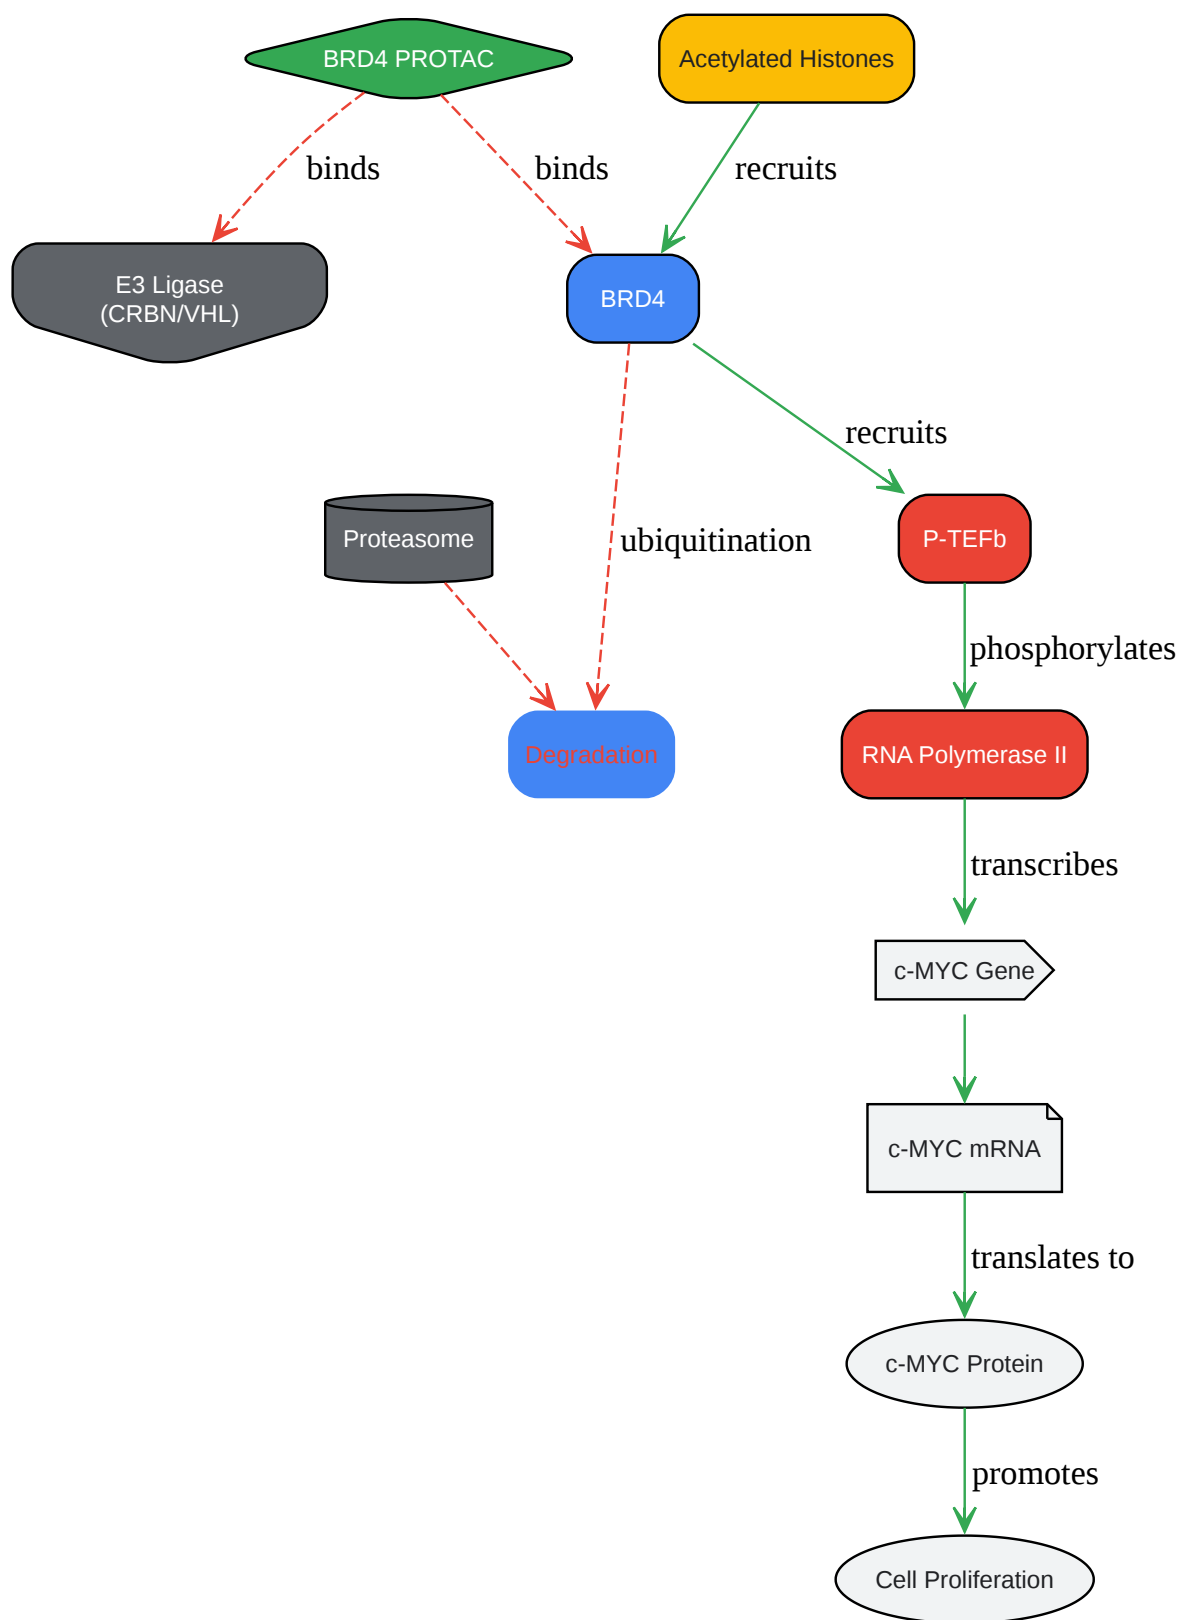 BRD4 PROTAC
Acetylated Histones
binds
binds
recruits
E3 Ligase
(CRBN/VHL)
BRD4
recruits
Proteasome
ubiquitination
P-TEFb
phosphorylates
Degradation
RNA Polymerase II
transcribes
c-MYC Gene
c-MYC mRNA
translates to
c-MYC Protein
promotes
Cell Proliferation